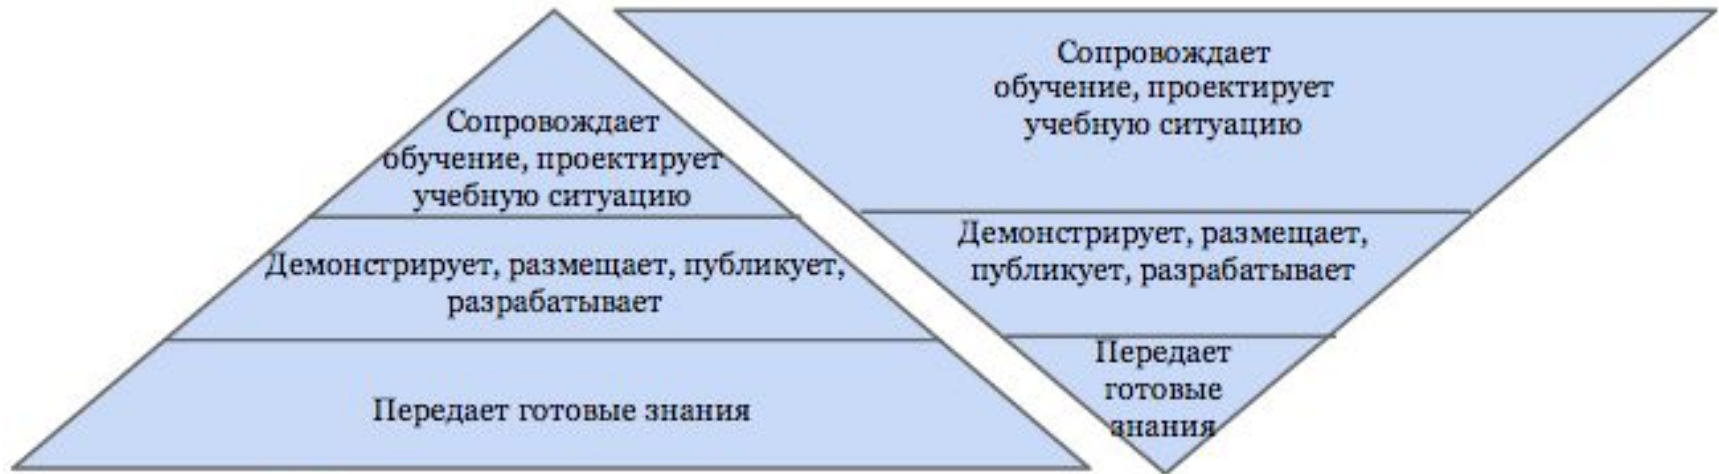 Сопровождает
обучение, проектирует
учебную ситуацию
Демонстрирует, размещает, публикует,
разрабатывает
Передает готовые знания
Сопровождает
обучение, проектирует
учебную ситуацию
Демонстрирует, размещает,
публикует, разрабатывает
Передает
готовые
знания